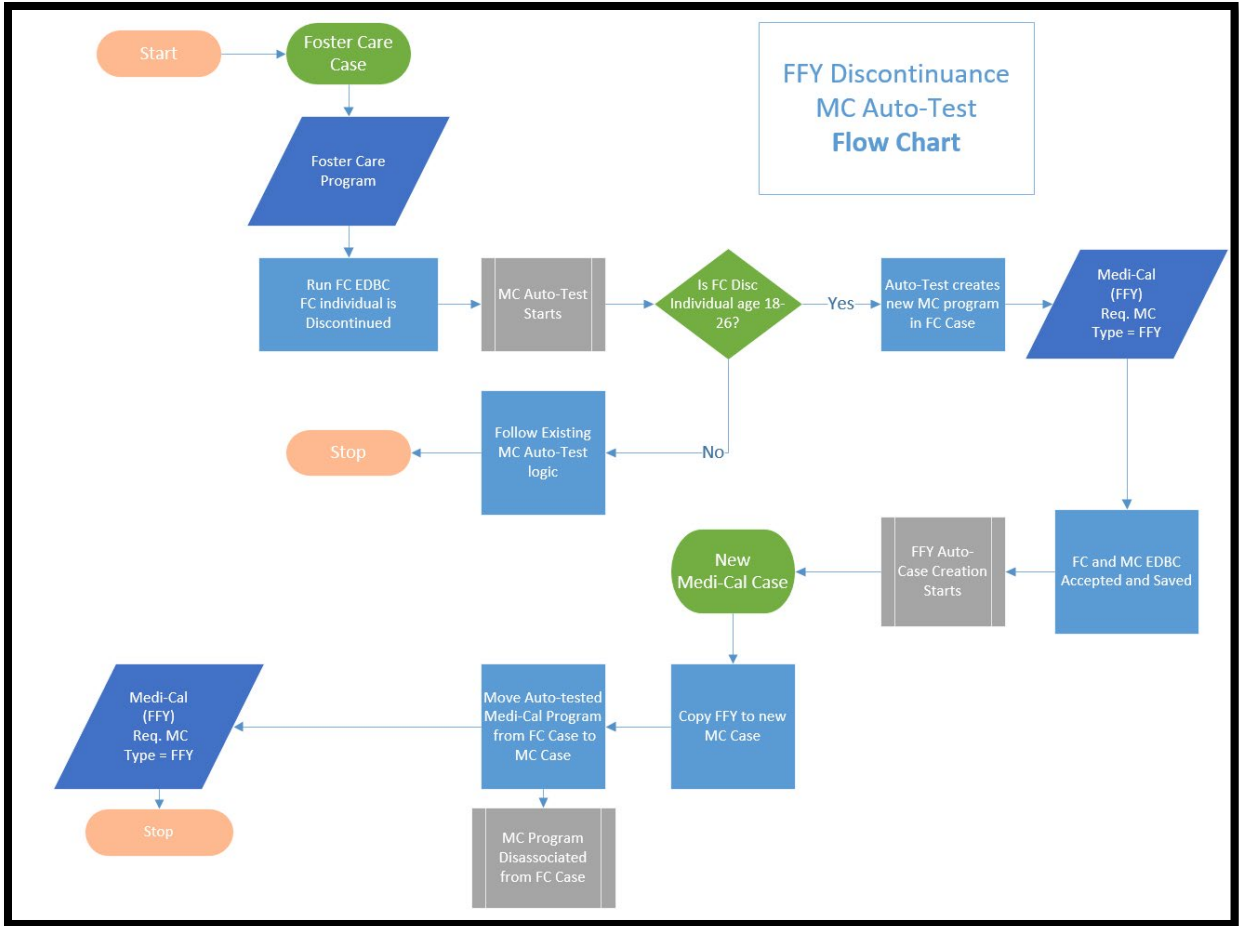 Start
Foster Care
Case
FFY Discontinuance
MC Auto-Test
Flow Chart
Foster Care
Program
Run FC EDBC
FC individual is
Discontinued
MC Auto-Test
Starts
Is FC Disc
Individual age 18-
26?
Yes
Auto-Test creates
new MC program
in FC Case
Medi-Cal
(FFY)
Req. MC
Type = FFY
Stop
Follow Existing
MC Auto-Test
logic
No
New
Medi-Cal Case
FFY Auto-
Case Creation
Starts
FC and MC EDBC
Accepted and Saved
Medi-Cal
(FFY)
Req. MC
Type = FFY
Move Auto-tested
Medi-Cal Program
from FC Case to
MC Case
Copy FFY to new
MC Case
Stop
MC Program
Disassociated
from FC Case